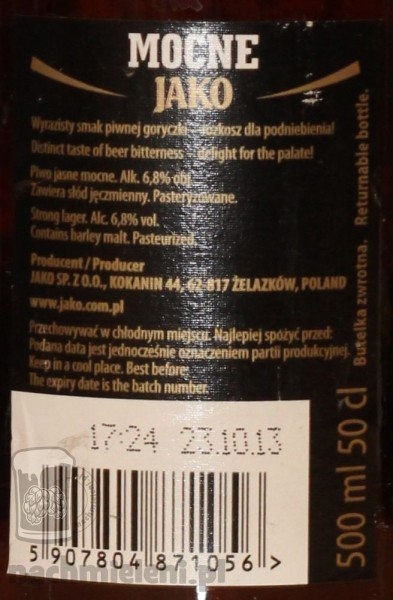 MOCNE
JAKO
Wyrazisty smak piwnej goryczki - rozkosz dla podniebienia!
Distinct taste of beer bitterness - delight for the palate!
Piwo jasne mocne. Alk. 6,8% obj.
Zawiera słód jęczmienny. Pasteryzowane.
Strong lager. Alc. 6,8% vol.
Contains barley malt. Pasteurized.
Producent / Producer
JAKO SP. Z O.O., KOKANIN 44, 62-817 ŻELAZKÓW, POLAND
www.jako.com.pl
Przechowywać w chłodnym miejscu. Najlepiej spożyć przed:
Podana data jest jednocześnie oznaczeniem partii produkcyjnej.
Keep in a cool place. Best before:
The expiry date is the batch number.
17:24 23.10.13
5 907804 871056 >
500 ml 50 cl
Butelka zwrotna. Returnable bottle.
nachmieleni.pl